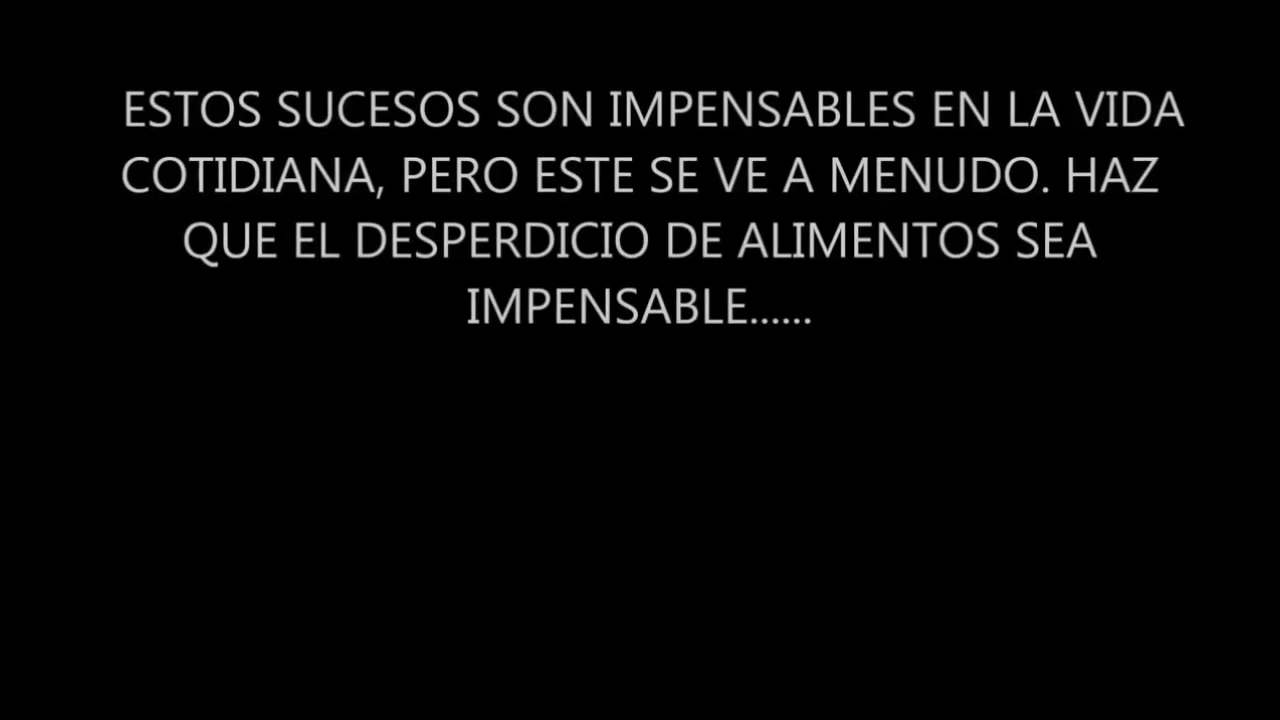 ESTOS SUCESOS SON IMPENSABLES EN LA VIDA
COTIDIANA, PERO ESTE SE VE A MENUDO. HAZ
QUE EL DESPERDICIO DE ALIMENTOS SEA
IMPENSABLE......